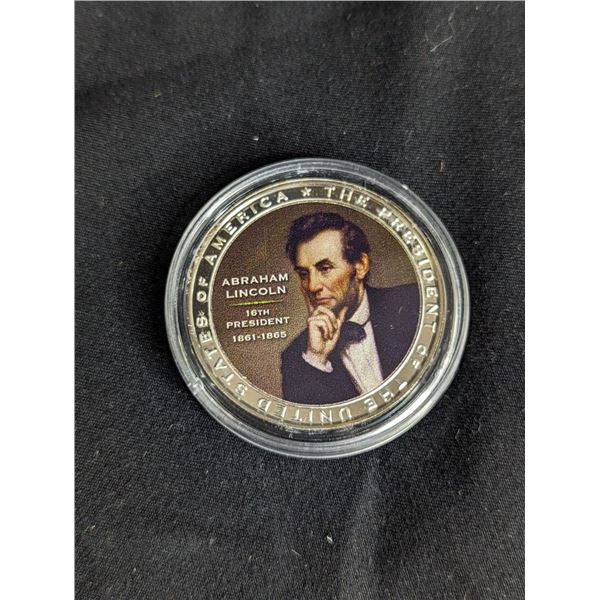 ★ THE PRESIDENT OF THE UNITED STATES OF AMERICA
ABRAHAM
LINCOLN
16TH
PRESIDENT
1861-1865